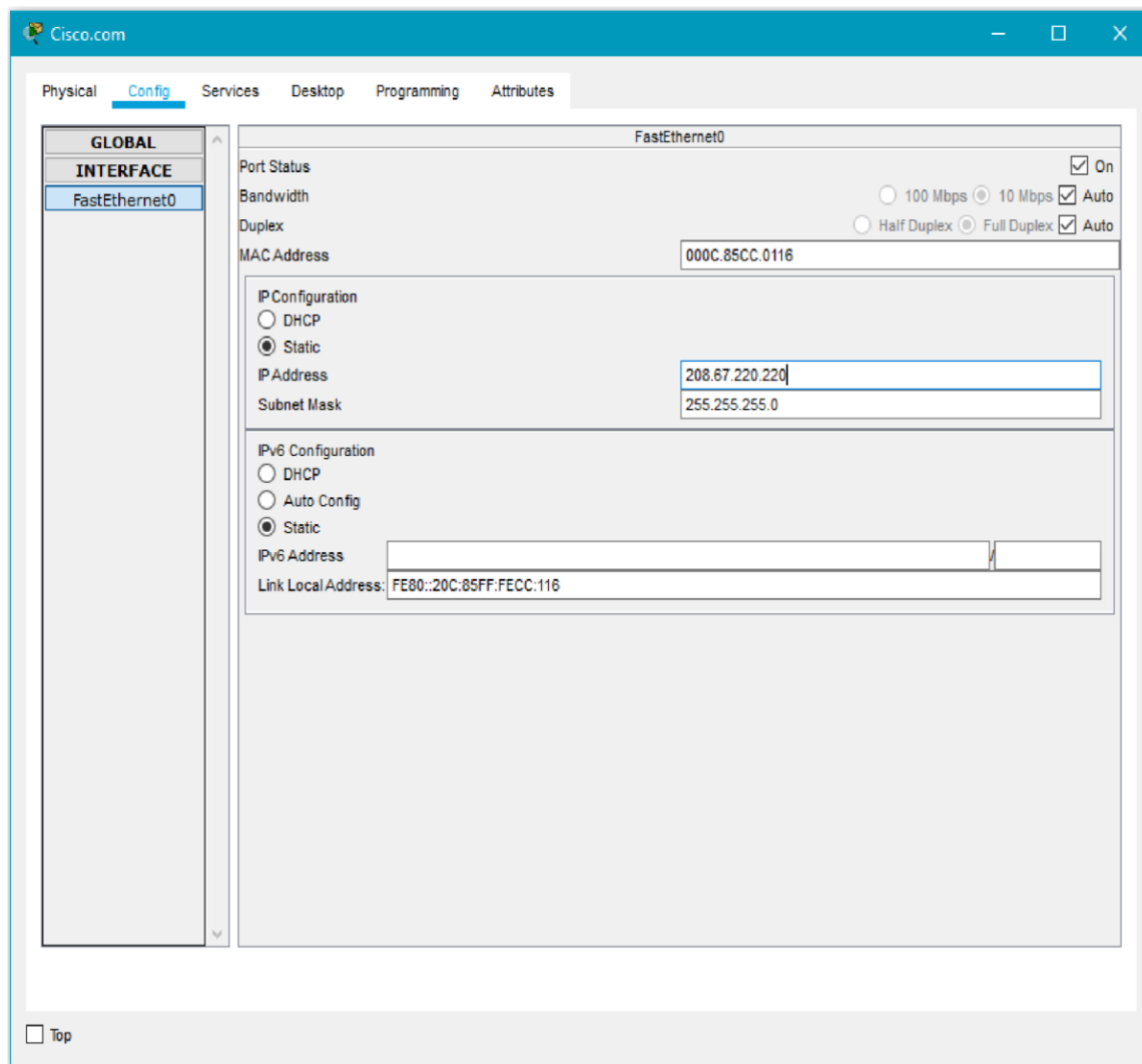 Cisco.com
Physical Config Services Desktop Programming Attributes
GLOBAL
INTERFACE
FastEthernet0
FastEthernet0
Port Status On
Bandwidth 100 Mbps 10 Mbps Auto
Duplex Half Duplex Full Duplex Auto
MAC Address 000C.85CC.0116
IP Configuration
DHCP
Static
IP Address 208.67.220.220
Subnet Mask 255.255.255.0
IPv6 Configuration
DHCP
Auto Config
Static
IPv6 Address /
Link Local Address: FE80::20C:85FF:FECC:116
Top